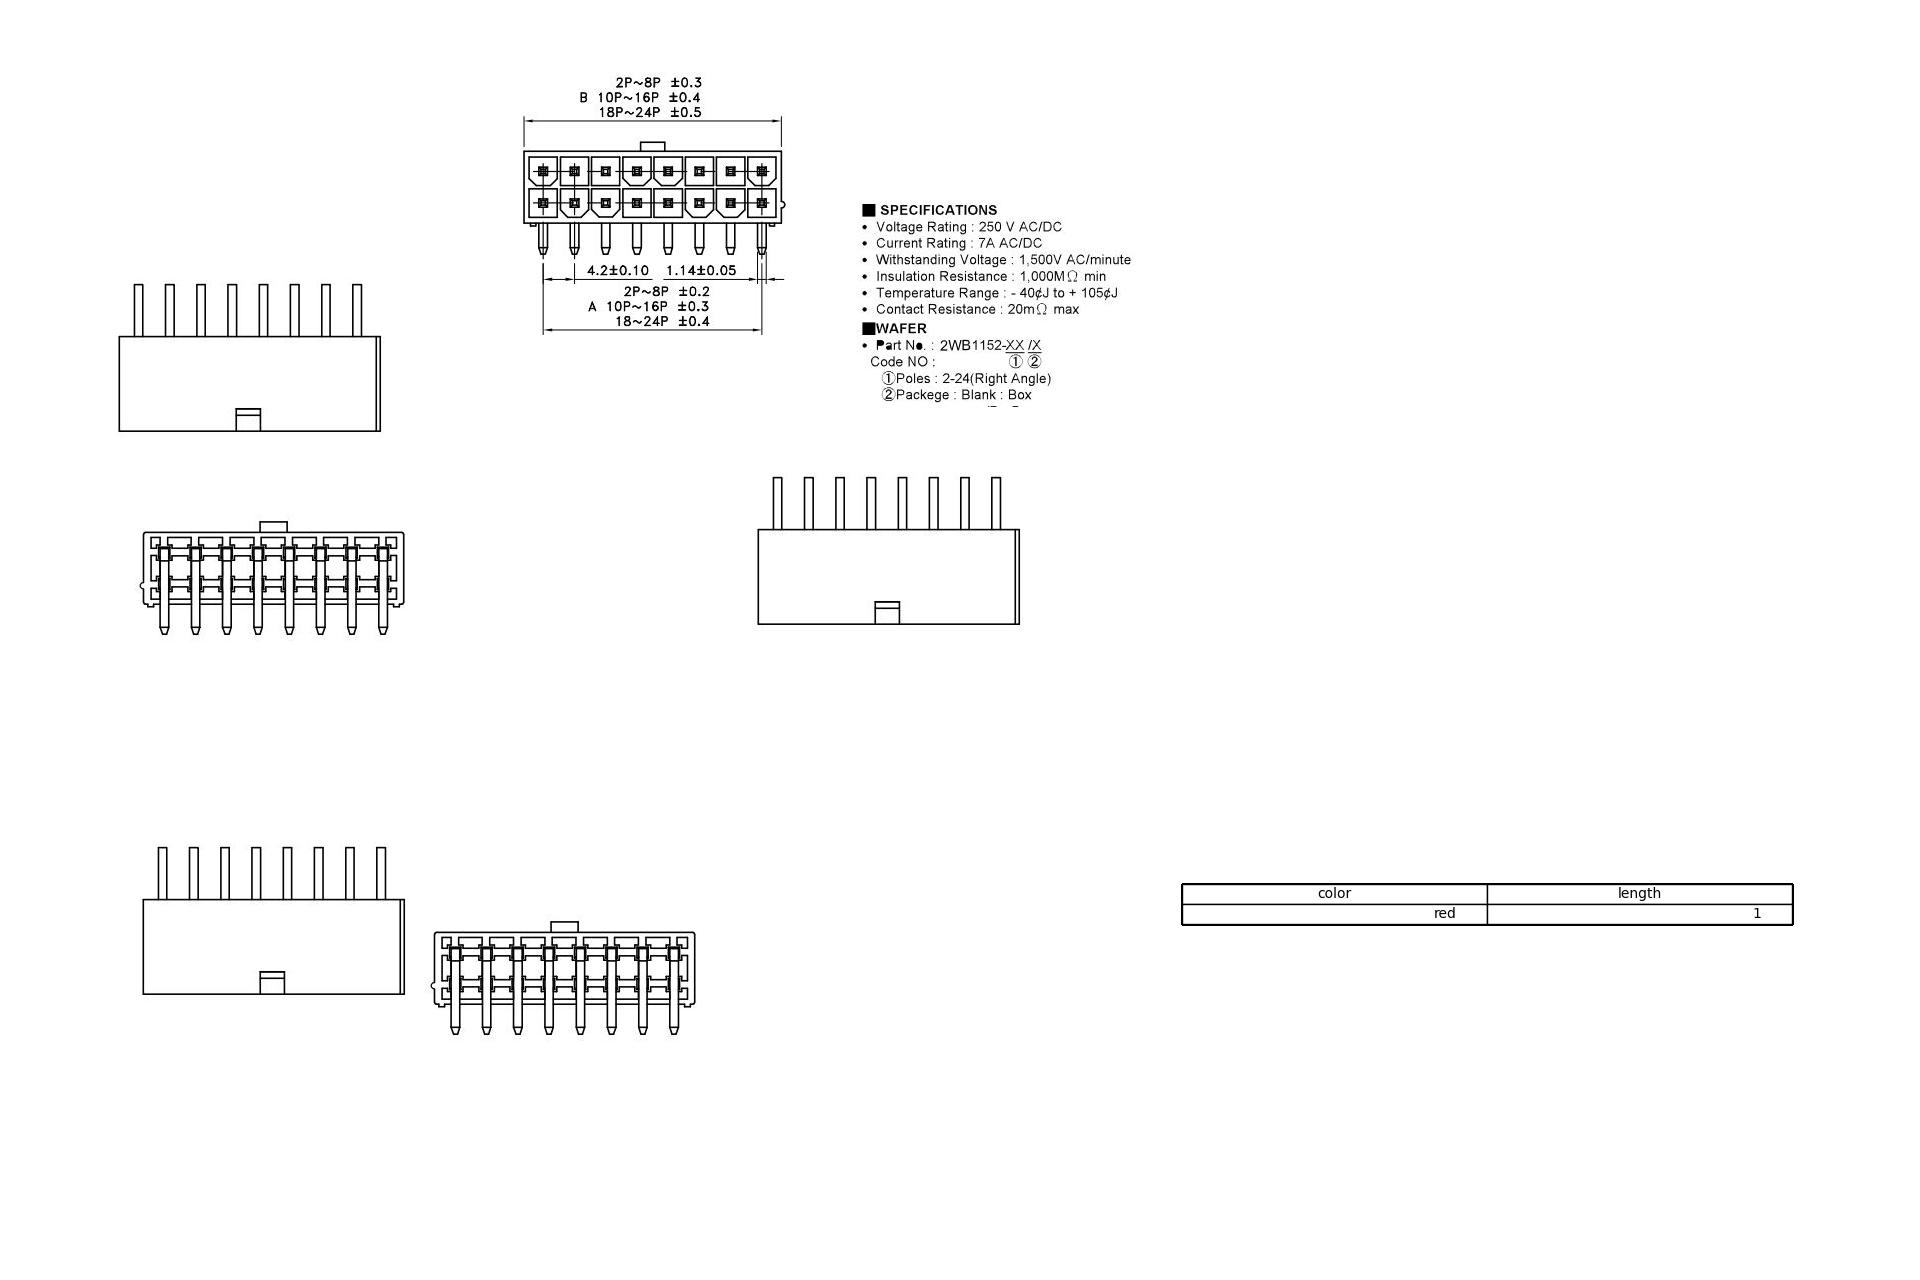 2P~8P ±0.3
B 10P~16P ±0.4
18P~24P ±0.5
4.2±0.10 1.14±0.05
2P~8P ±0.2
A 10P~16P ±0.3
18~24P ±0.4
■ SPECIFICATIONS
• Voltage Rating : 250 V AC/DC
• Current Rating : 7A AC/DC
• Withstanding Voltage : 1,500V AC/minute
• Insulation Resistance : 1,000MΩ min
• Temperature Range : - 40¢J to + 105¢J
• Contact Resistance : 20mΩ max
■WAFER
• Part No. : 2WB1152-XX /X
Code NO : ① ②
①Poles : 2-24(Right Angle)
②Packege : Blank : Box
color length
red 1